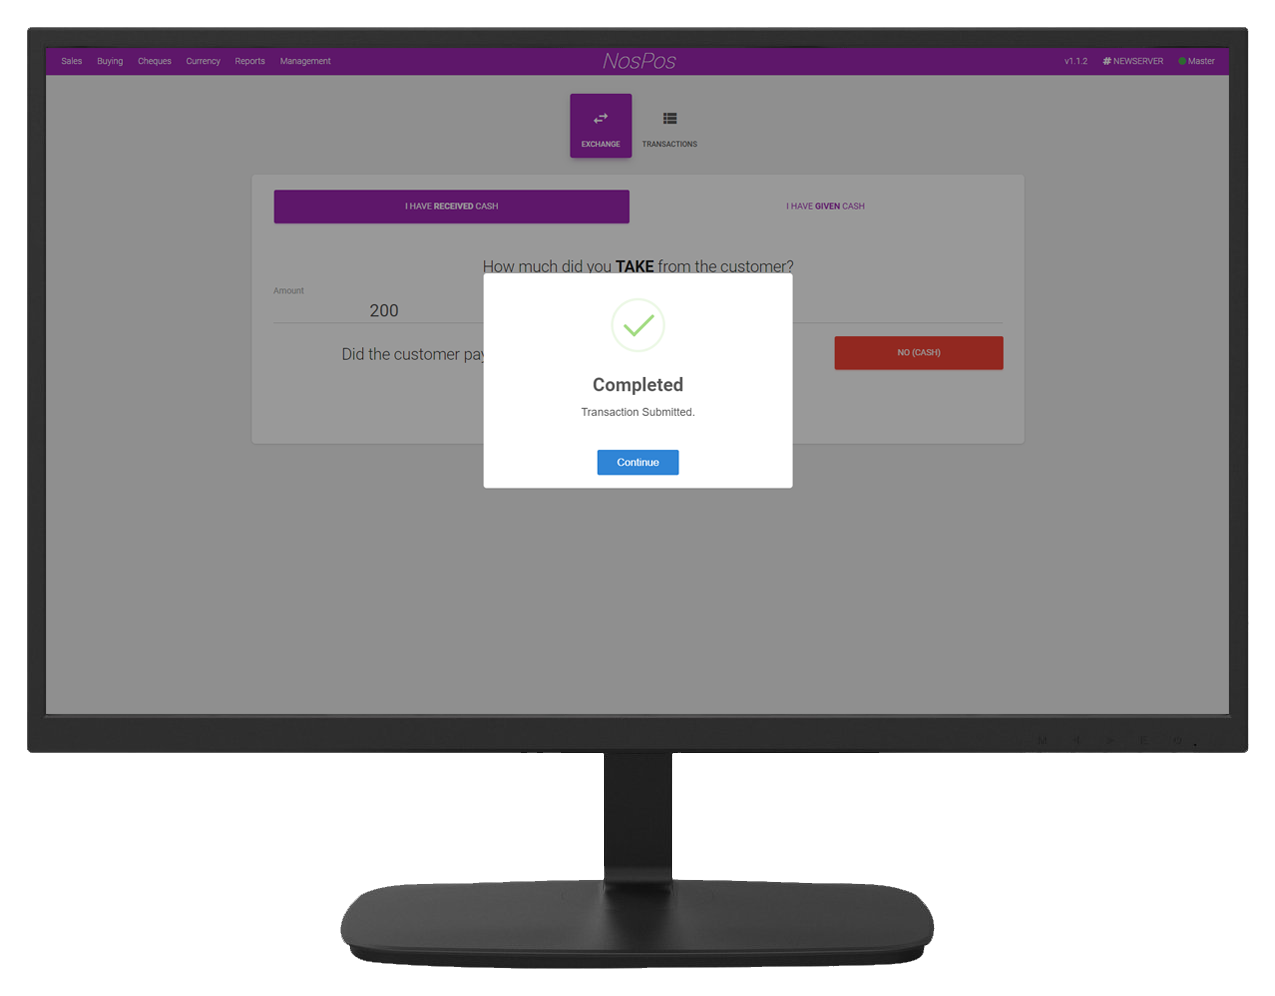 Sales Buying Cheques Currency Reports Management NosPos v1.1.2 # NEWSERVER Master
EXCHANGE TRANSACTIONS
I HAVE RECEIVED CASH I HAVE GIVEN CASH
How much did you TAKE from the customer?
Amount
200
Did the customer pay NO (CASH)
Completed
Transaction Submitted.
Continue